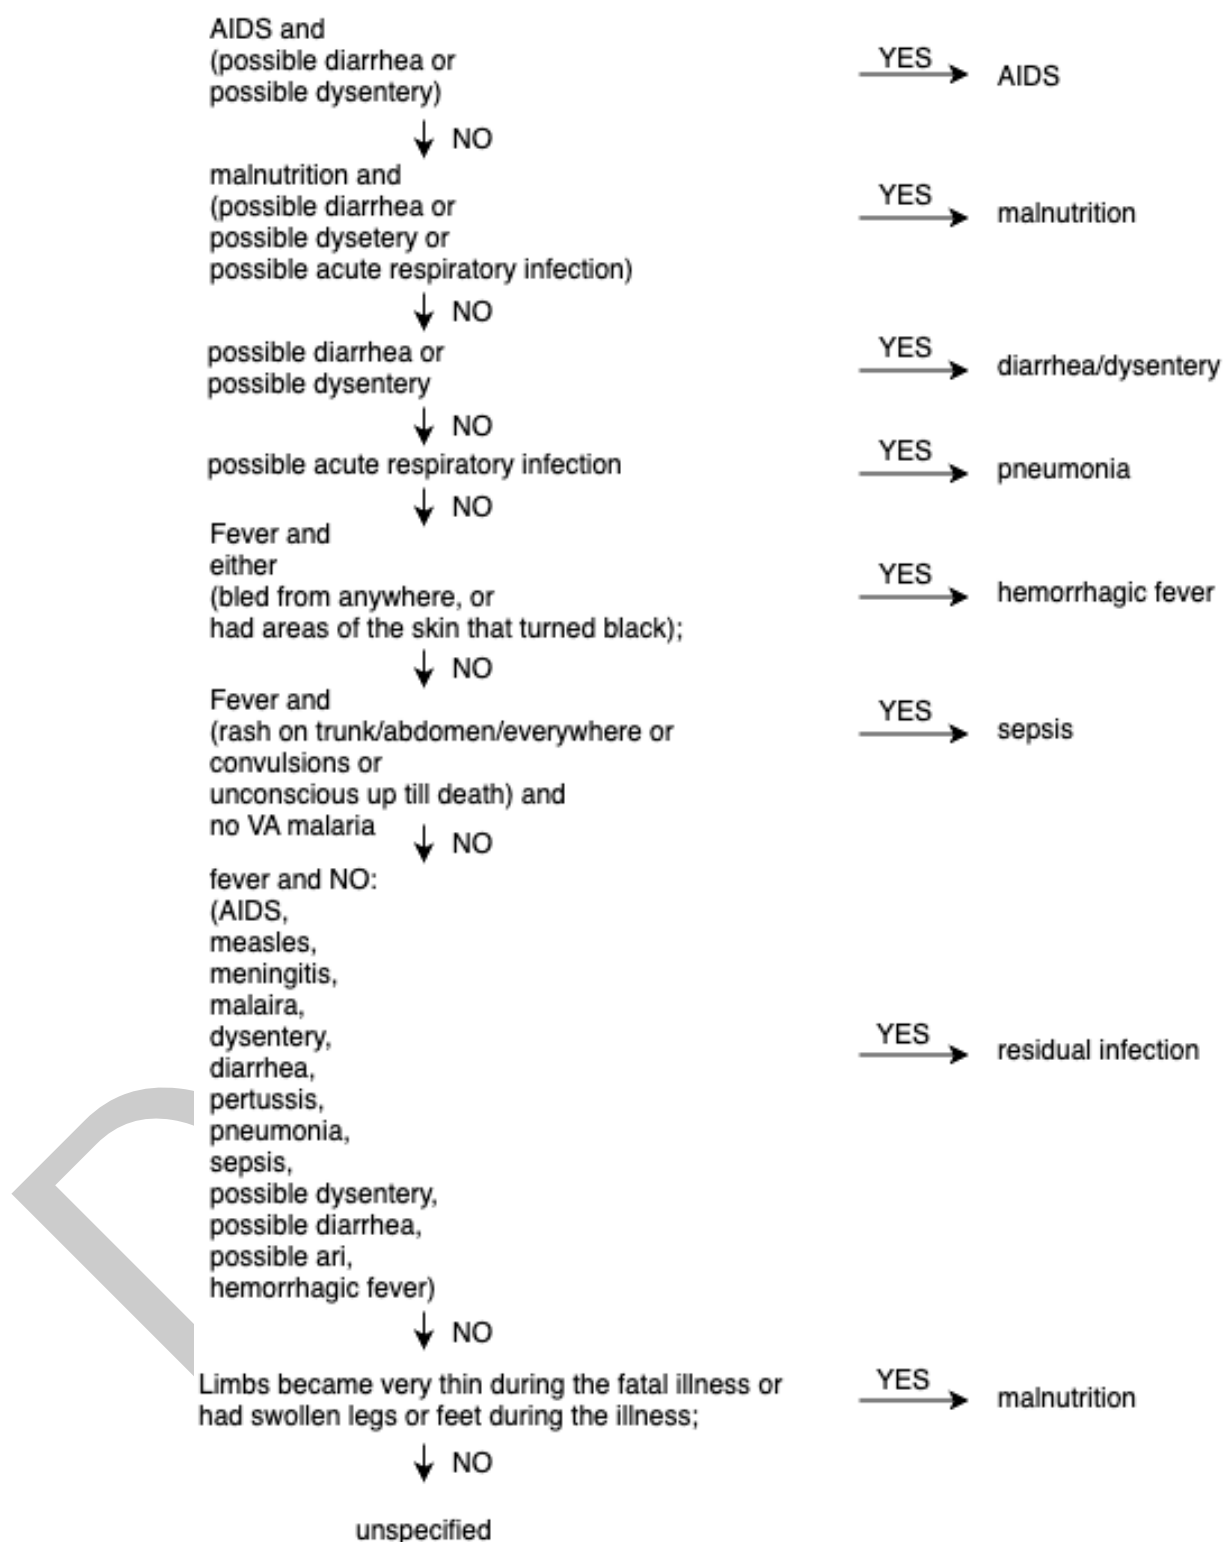 AIDS and
(possible diarrhea or
possible dysentery)
YES
AIDS
NO
malnutrition and
(possible diarrhea or
possible dysetery or
possible acute respiratory infection)
YES
malnutrition
NO
possible diarrhea or
possible dysentery
YES
diarrhea/dysentery
NO
possible acute respiratory infection
YES
pneumonia
NO
Fever and
either
(bled from anywhere, or
had areas of the skin that turned black);
YES
hemorrhagic fever
NO
Fever and
(rash on trunk/abdomen/everywhere or
convulsions or
unconscious up till death) and
no VA malaria
YES
sepsis
NO
fever and NO:
(AIDS,
measles,
meningitis,
malaira,
dysentery,
diarrhea,
pertussis,
pneumonia,
sepsis,
possible dysentery,
possible diarrhea,
possible ari,
hemorrhagic fever)
YES
residual infection
NO
Limbs became very thin during the fatal illness or
had swollen legs or feet during the illness;
YES
malnutrition
NO
unspecified